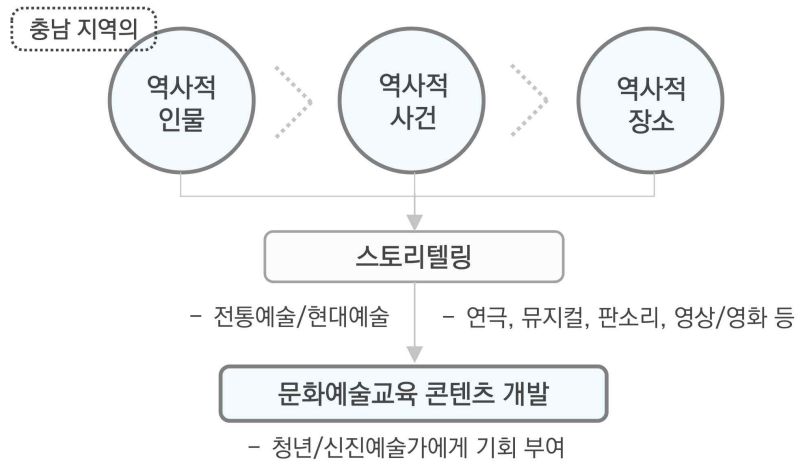 충남 지역의
역사적
인물
역사적
사건
역사적
장소
스토리텔링
- 전통예술/현대예술
- 연극, 뮤지컬, 판소리, 영상/영화 등
문화예술교육 콘텐츠 개발
- 청년/신진예술가에게 기회 부여